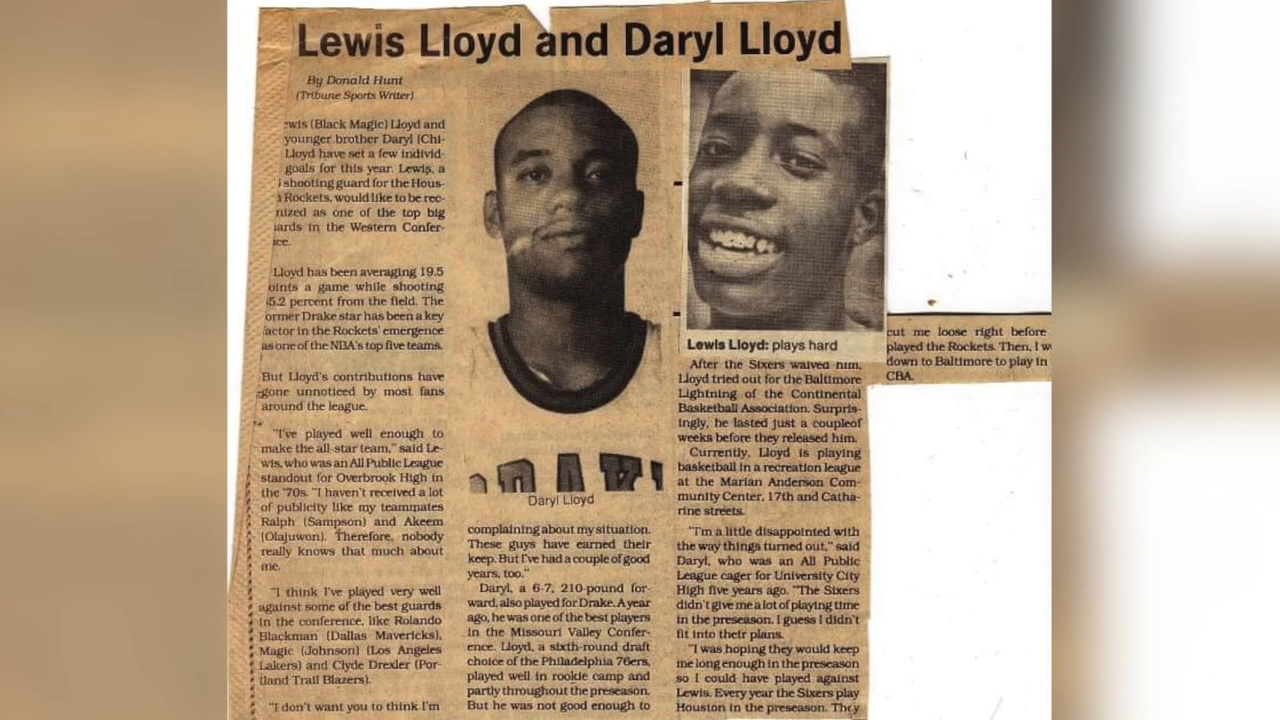 Lewis Lloyd and Daryl Lloyd
By Donald Hunt
(Tribune Sports Writer)
ewis (Black Magic) Lloyd and
younger brother Daryl (Chi-
Lloyd have set a few individ-
goals for this year. Lewis, a
shooting guard for the Hous-
Rockets, would like to be rec-
nized as one of the top big
ards in the Western Confer-
ce.
Lloyd has been averaging 19.5
oints a game while shooting
5.2 percent from the field. The
ormer Drake star has been a key
actor in the Rockets' emergence
as one of the NBA's top five teams.
But Lloyd's contributions have
gone unnoticed by most fans
around the league.
"I've played well enough to
make the all-star team," said Le-
wis, who was an All Public League
standout for Overbrook High in
the '70s. "I haven't received a lot
of publicity like my teammates
Ralph (Sampson) and Akeem
(Olajuwon). Therefore, nobody
really knows that much about
me.
"I think I've played very well
against some of the best guards
in the conference, like Rolando
Blackman (Dallas Mavericks),
Magic (Johnson) (Los Angeles
Lakers) and Clyde Drexler (Por-
tland Trail Blazers).
"I don't want you to think I'm
DRAK
Daryl Lloyd
complaining about my situation.
These guys have earned their
keep. But I've had a couple of good
years, too."
Daryl, a 6-7, 210-pound for-
ward, also played for Drake. A year
ago, he was one of the best players
in the Missouri Valley Confer-
ence. Lloyd, a sixth-round draft
choice of the Philadelphia 76ers,
played well in rookie camp and
partly throughout the preseason.
But he was not good enough to
Lewis Lloyd: plays hard
After the Sixers waived him,
Lloyd tried out for the Baltimore
Lightning of the Continental
Basketball Association. Surpris-
ingly, he lasted just a coupleof
weeks before they released him.
Currently, Lloyd is playing
basketball in a recreation league
at the Marian Anderson Com-
munity Center, 17th and Catha-
rine streets.
"I'm a little disappointed with
the way things turned out," said
Daryl, who was an All Public
League cager for University City
High five years ago. "The Sixers
didn't give me a lot of playing time
in the preseason. I guess I didn't
fit into their plans.
"I was hoping they would keep
me long enough in the preseason
so I could have played against
Lewis. Every year the Sixers play
Houston in the preseason. They
cut me loose right before
played the Rockets. Then, I w
down to Baltimore to play in
CBA.